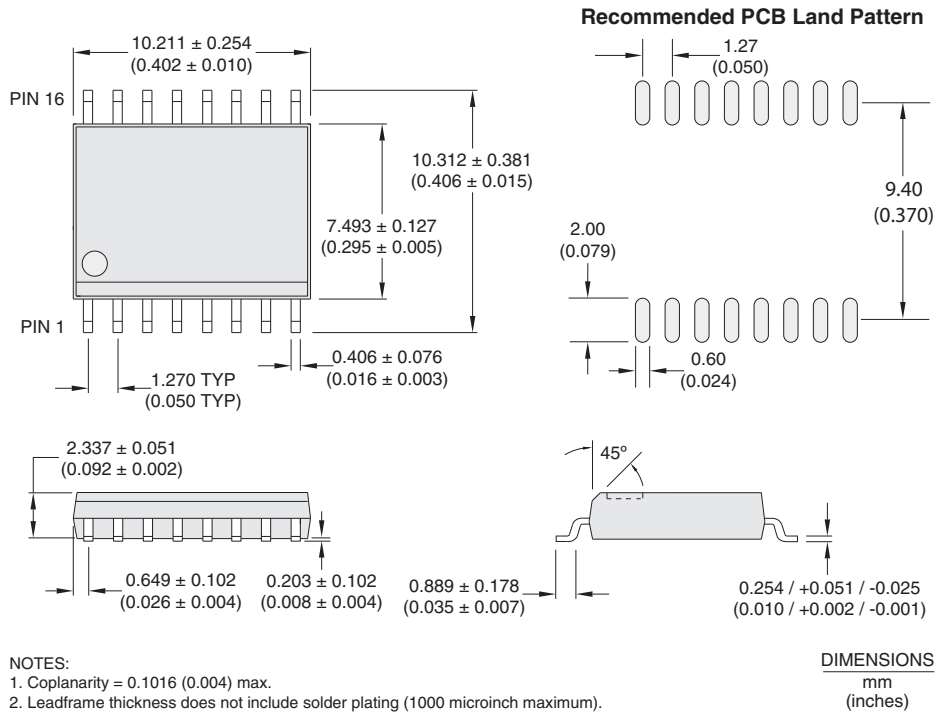 Recommended PCB Land Pattern
10.211 ± 0.254
(0.402 ± 0.010)
1.27
(0.050)
PIN 16
10.312 ± 0.381
(0.406 ± 0.015)
9.40
(0.370)
7.493 ± 0.127
(0.295 ± 0.005)
2.00
(0.079)
PIN 1
0.406 ± 0.076
(0.016 ± 0.003)
0.60
(0.024)
1.270 TYP
(0.050 TYP)
2.337 ± 0.051
(0.092 ± 0.002)
45º
0.649 ± 0.102
(0.026 ± 0.004)
0.203 ± 0.102
(0.008 ± 0.004)
0.889 ± 0.178
(0.035 ± 0.007)
0.254 / +0.051 / -0.025
(0.010 / +0.002 / -0.001)
NOTES:
1. Coplanarity = 0.1016 (0.004) max.
2. Leadframe thickness does not include solder plating (1000 microinch maximum).
DIMENSIONS
mm
(inches)